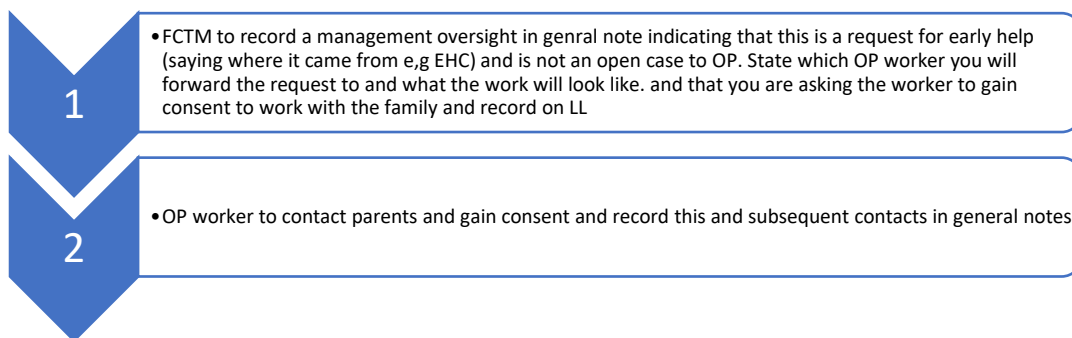 1
•FCTM to record a management oversight in genral note indicating that this is a request for early help
(saying where it came from e,g EHC) and is not an open case to OP. State which OP worker you will
forward the request to and what the work will look like. and that you are asking the worker to gain
consent to work with the family and record on LL
2
•OP worker to contact parents and gain consent and record this and subsequent contacts in general notes